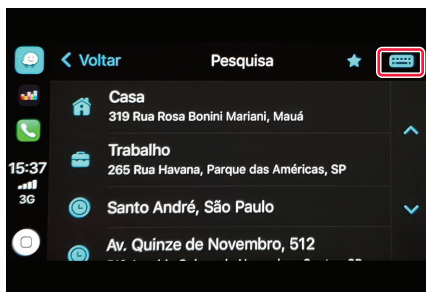 Voltar
Pesquisa
Casa
319 Rua Rosa Bonini Mariani, Mauá
Trabalho
265 Rua Havana, Parque das Américas, SP
15:37
3G
Santo André, São Paulo
Av. Quinze de Novembro, 512